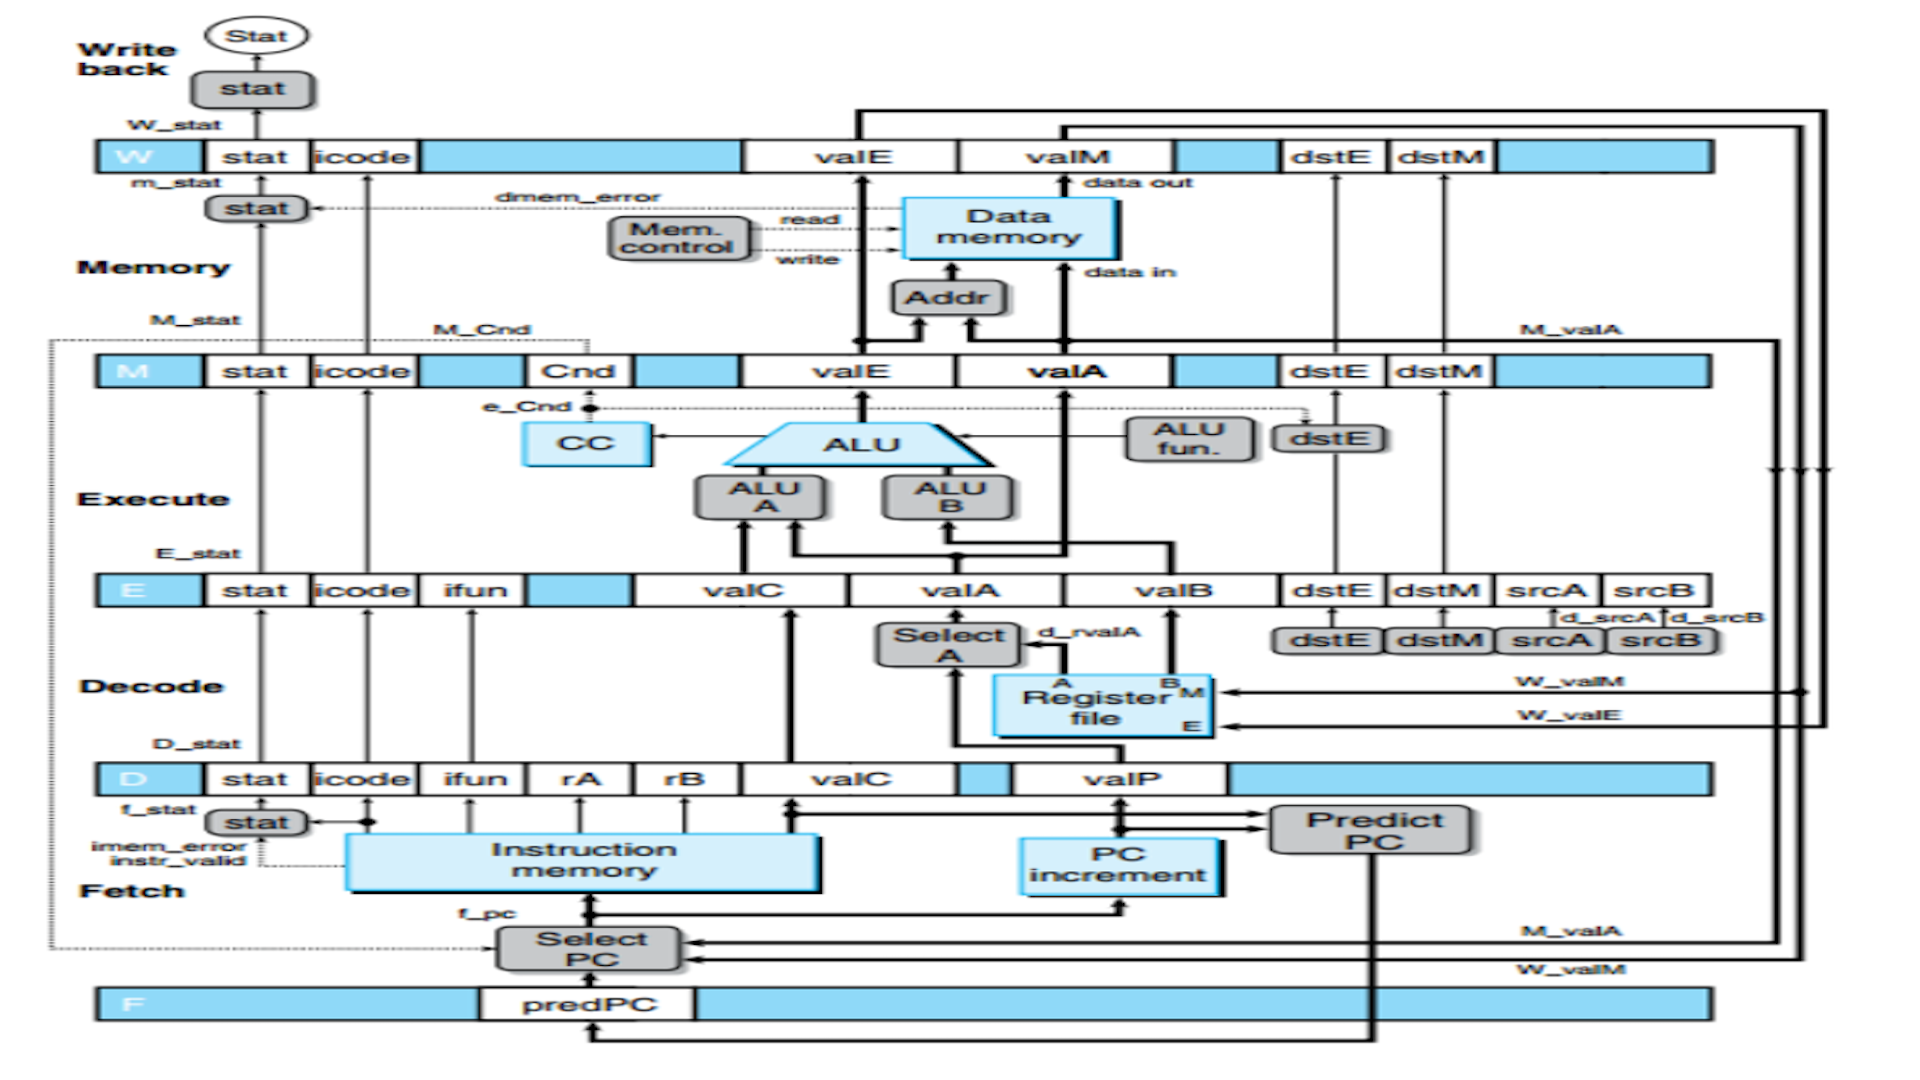 Stat
Write
back
stat
W_stat
W stat icode valE valM dstE dstM
m_stat
data out
stat
dmem_error
read
Mem.
control
write
Data
memory
Memory
data in
Addr
M_stat
M_Cnd
M_valA
M stat icode Cnd valE valA dstE dstM
e_Cnd
CC
ALU
ALU
fun.
dstE
ALU
A
ALU
B
Execute
E_stat
E stat icode ifun valC valA valB dstE dstM srcA srcB
d_srcA d_srcB
Select
A
d_rvalA
dstE dstM srcA srcB
Decode
A B
Register
file
M
E
W_valM
W_valE
D_stat
D stat icode ifun rA rB valC valP
f_stat
stat
imem_error
instr_valid
Instruction
memory
PC
increment
Predict
PC
Fetch
f_pc
Select
PC
M_valA
W_valM
F predPC